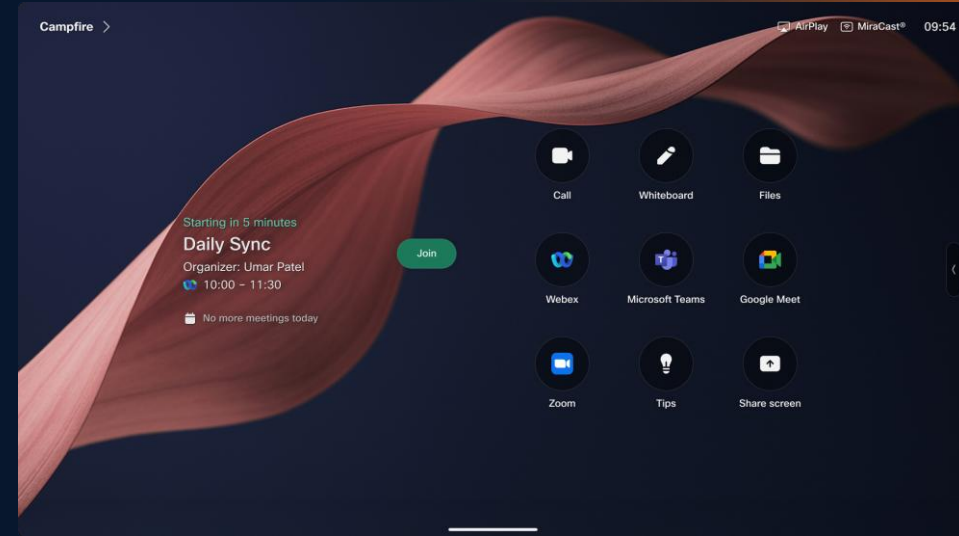 Campfire
AirPlay MiraCast® 09:54
Call Whiteboard Files
Starting in 5 minutes
Daily Sync
Organizer: Umar Patel
10:00 – 11:30
No more meetings today
Join
Webex Microsoft Teams Google Meet
Zoom Tips Share screen